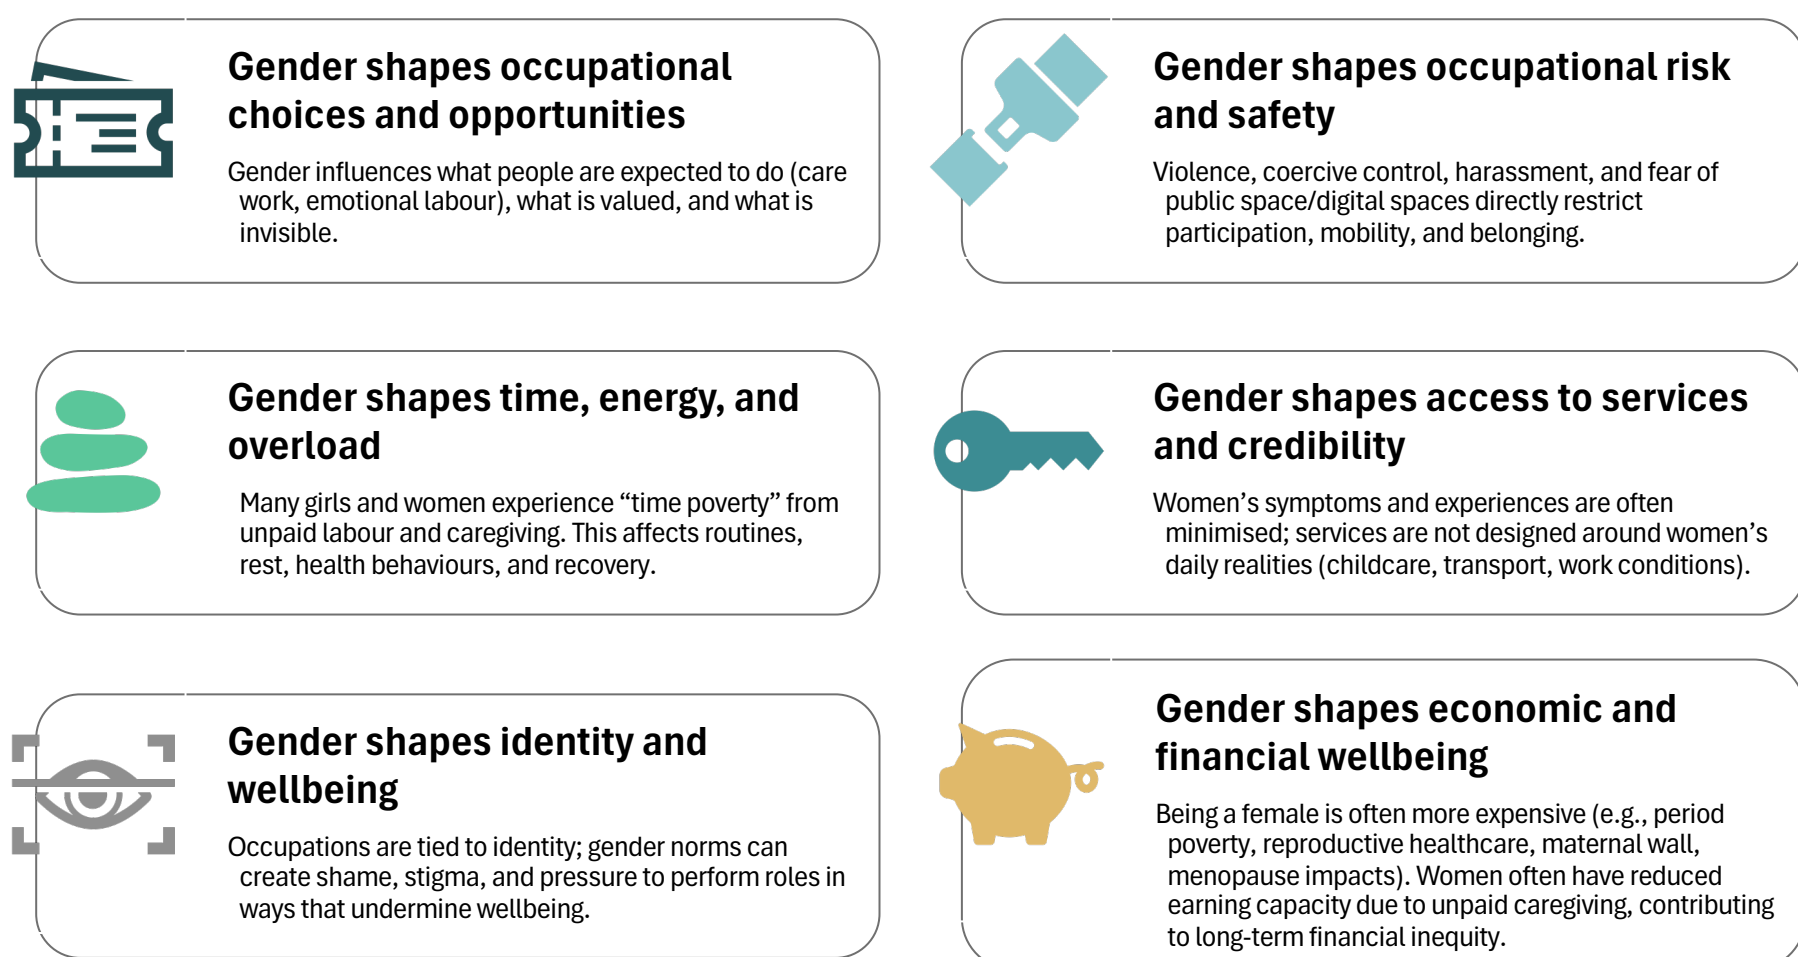 Gender shapes occupational
choices and opportunities
Gender influences what people are expected to do (care
work, emotional labour), what is valued, and what is
invisible.
Gender shapes occupational risk
and safety
Violence, coercive control, harassment, and fear of
public space/digital spaces directly restrict
participation, mobility, and belonging.
Gender shapes time, energy, and
overload
Many girls and women experience “time poverty” from
unpaid labour and caregiving. This affects routines,
rest, health behaviours, and recovery.
Gender shapes access to services
and credibility
Women’s symptoms and experiences are often
minimised; services are not designed around women’s
daily realities (childcare, transport, work conditions).
Gender shapes identity and
wellbeing
Occupations are tied to identity; gender norms can
create shame, stigma, and pressure to perform roles in
ways that undermine wellbeing.
Gender shapes economic and
financial wellbeing
Being a female is often more expensive (e.g., period
poverty, reproductive healthcare, maternal wall,
menopause impacts). Women often have reduced
earning capacity due to unpaid caregiving, contributing
to long-term financial inequity.